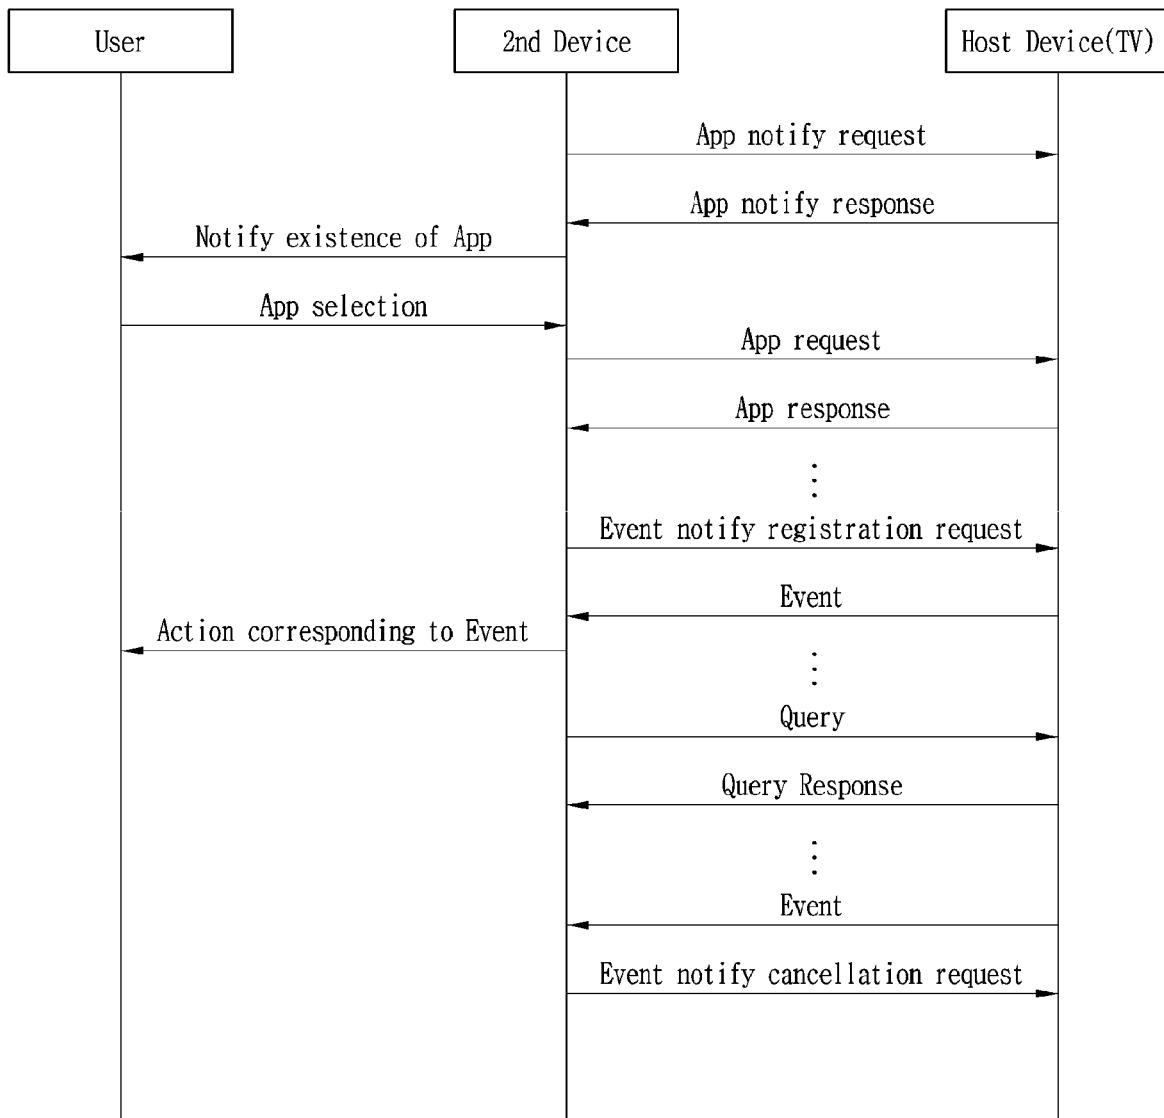 User
2nd Device
Host Device(TV)
App notify request
App notify response
Notify existence of App
App selection
App request
App response
Event notify registration request
Event
Action corresponding to Event
Query
Query Response
Event
Event notify cancellation request